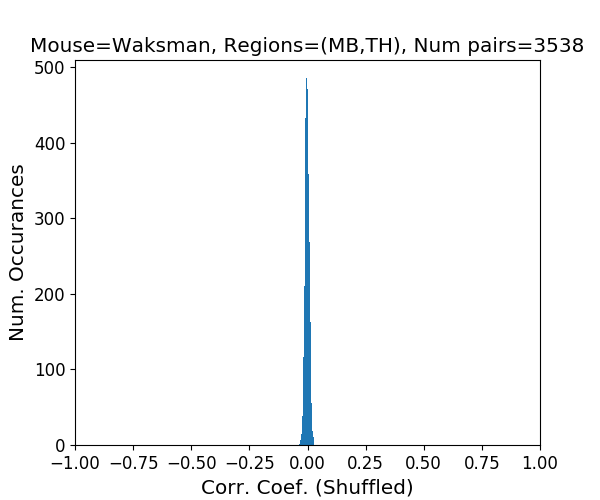 Mouse=Waksman, Regions=(MB,TH), Num pairs=3538
500
400
300
200
100
0
Num. Occurances
−1.00 −0.75 −0.50 −0.25 0.00 0.25 0.50 0.75 1.00
Corr. Coef. (Shuffled)